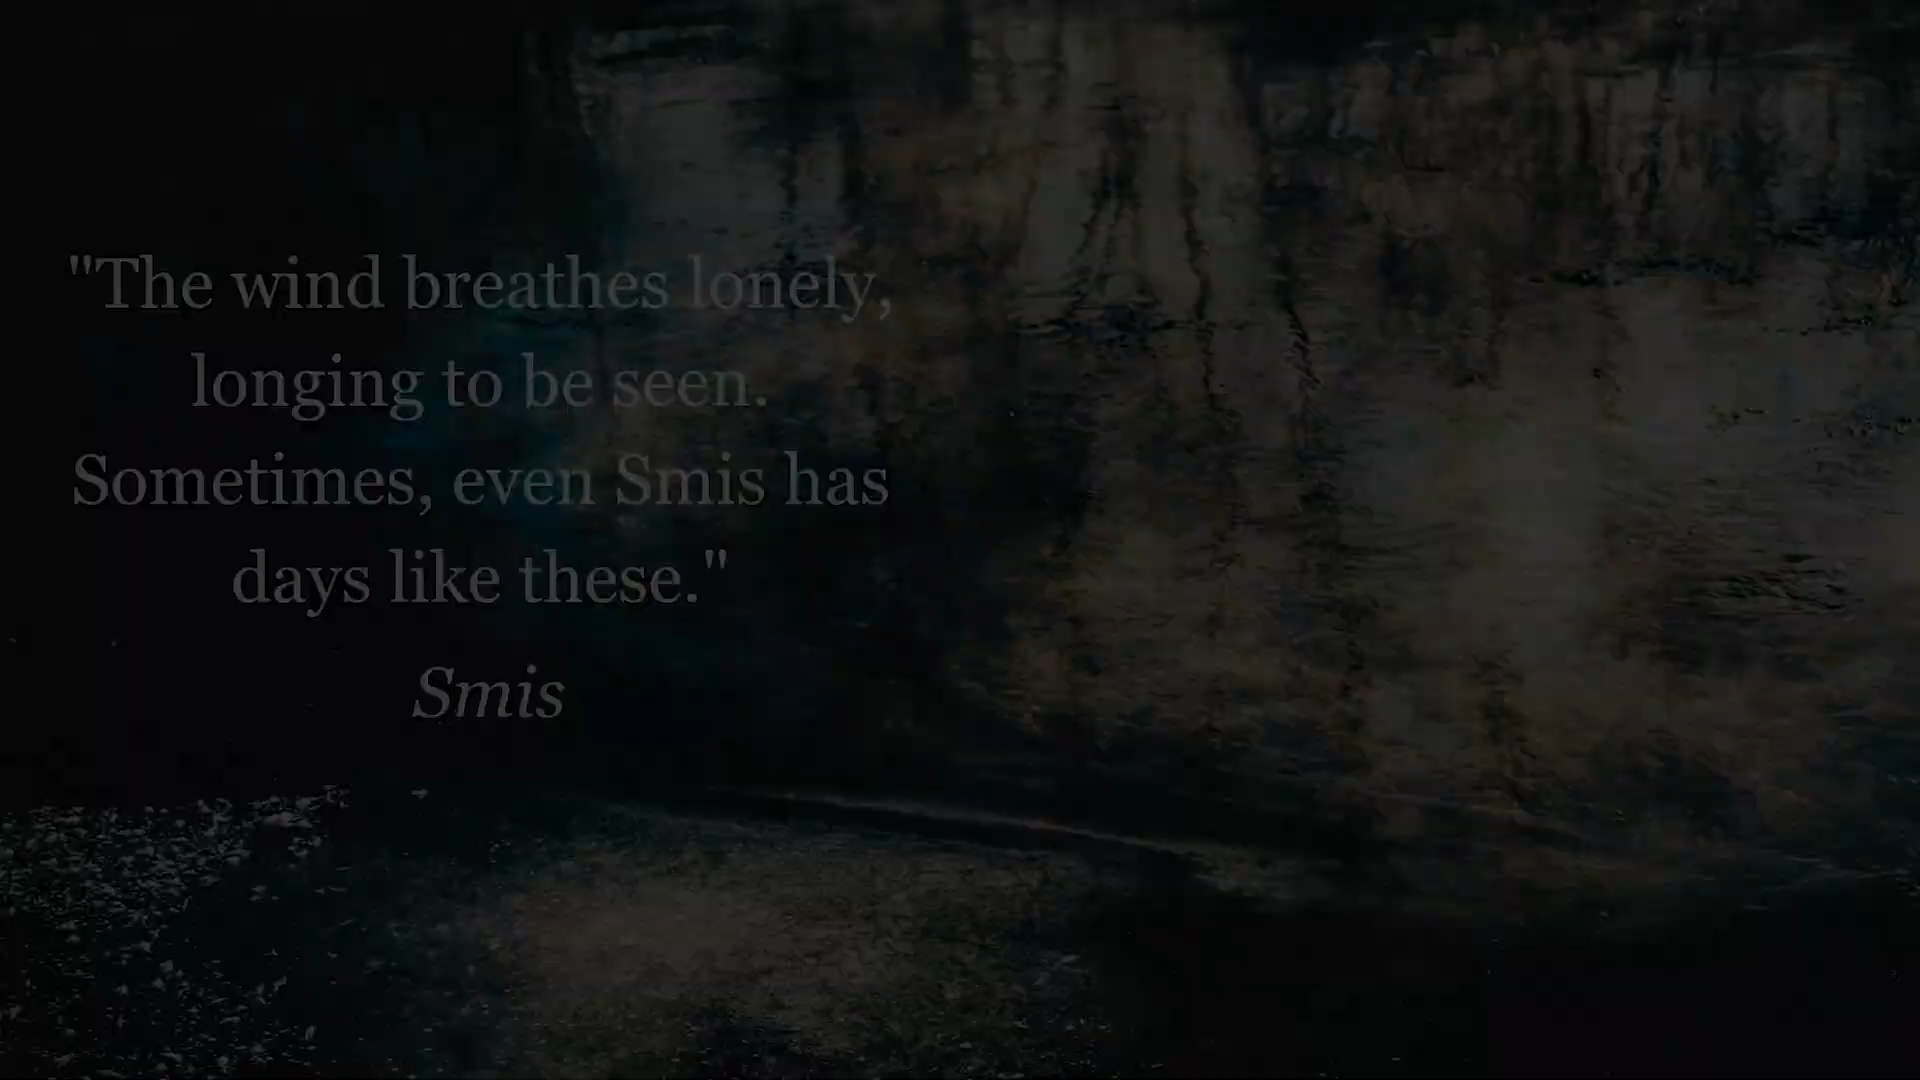 "The wind breathes lonely,
longing to be seen.
Sometimes, even Smis has
days like these."
Smis